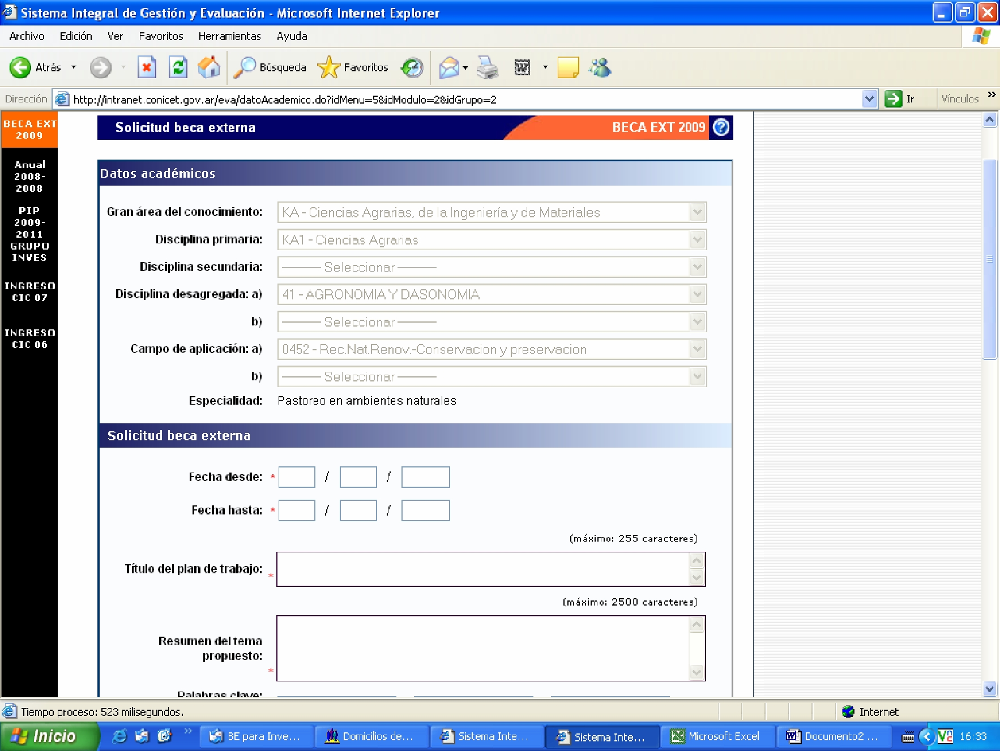 Sistema Integral de Gestión y Evaluación - Microsoft Internet Explorer
Archivo Edición Ver Favoritos Herramientas Ayuda
Atrás Búsqueda Favoritos
Dirección http://intranet.conicet.gov.ar/eva/datoAcademico.do?idMenu=5&idModulo=2&idGrupo=2 Ir Vínculos »
BECA EXT
2009
Anual
2008-
2008
PIP
2009-
2011
GRUPO
INVES
INGRESO
CIC 07
INGRESO
CIC 06
Solicitud beca externa BECA EXT 2009 ?
Datos académicos
Gran área del conocimiento: KA - Ciencias Agrarias, de la Ingeniería y de Materiales
Disciplina primaria: KA1 - Ciencias Agrarias
Disciplina secundaria: ——— Seleccionar ———
Disciplina desagregada: a) 41 - AGRONOMIA Y DASONOMIA
b) ——— Seleccionar ———
Campo de aplicación: a) 0452 - Rec.Nat.Renov.-Conservacion y preservacion
b) ——— Seleccionar ———
Especialidad: Pastoreo en ambientes naturales
Solicitud beca externa
Fecha desde: * / /
Fecha hasta: * / /
(máximo: 255 caracteres)
Título del plan de trabajo: *
(máximo: 2500 caracteres)
Resumen del tema
propuesto:
*
Palabras clave:
Tiempo proceso: 523 milisegundos. Internet
Inicio » BE para Inve... Domicilios de... Sistema Inte... Sistema Inte... Microsoft Excel Documento2 ... 16:33